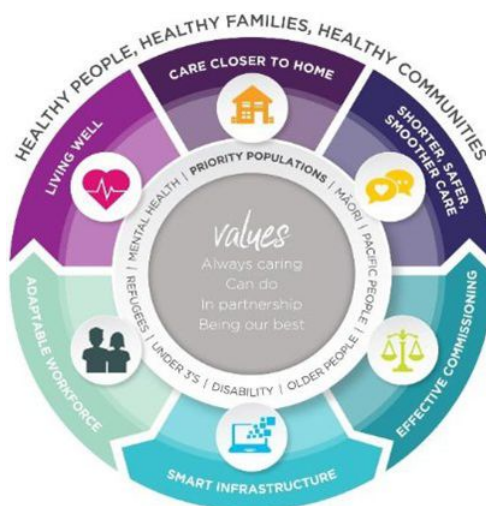 HEALTHY PEOPLE, HEALTHY FAMILIES, HEALTHY COMMUNITIES
CARE CLOSER TO HOME
SHORTER, SAFER,
SMOOTHER CARE
EFFECTIVE COMMISSIONING
SMART INFRASTRUCTURE
ADAPTABLE WORKFORCE
LIVING WELL
PRIORITY POPULATIONS | MĀORI | PACIFIC PEOPLE | OLDER PEOPLE | DISABILITY | UNDER 3'S | REFUGEES | MENTAL HEALTH |
values
Always caring
Can do
In partnership
Being our best